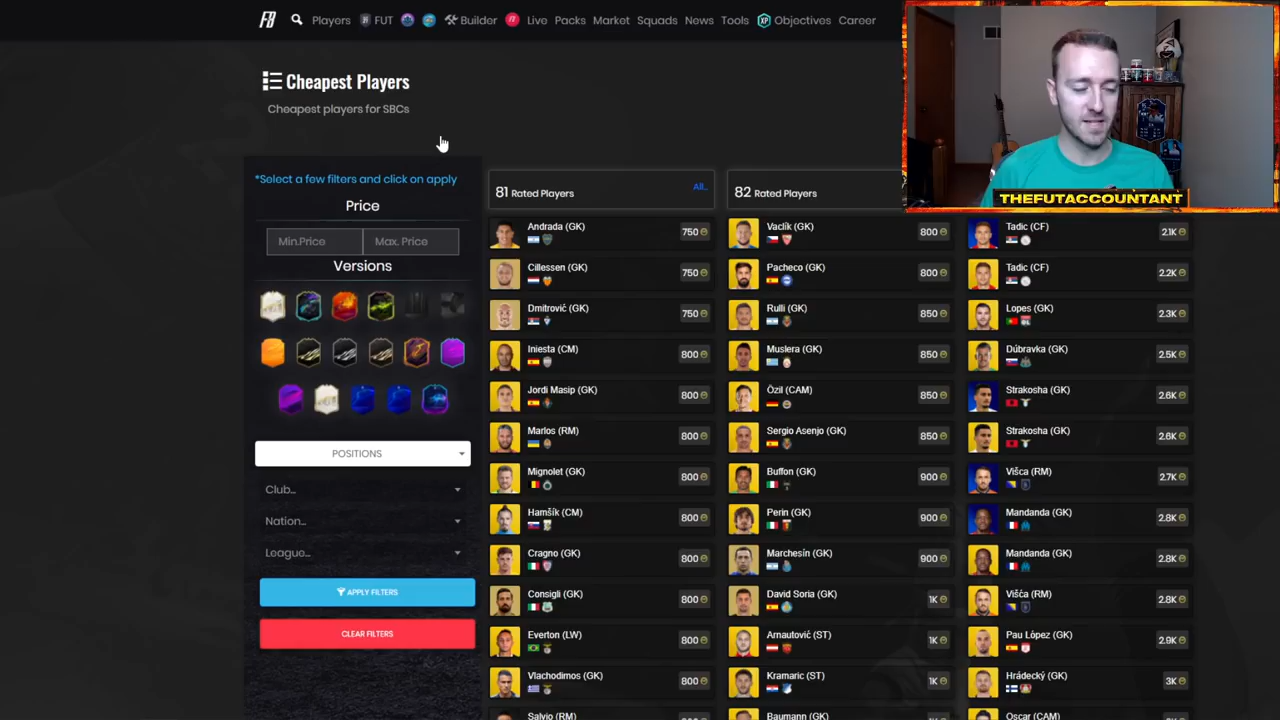 Players FUT Builder Live Packs Market Squads News Tools XP Objectives Career
Cheapest Players
Cheapest players for SBCs
*Select a few filters and click on apply
Price
Min.Price Max. Price
Versions
POSITIONS
Club...
Nation...
League...
APPLY FILTERS
CLEAR FILTERS
81 Rated Players All..
Andrada (GK) 750
Cillessen (GK) 750
Dmitrovič (GK) 750
Iniesta (CM) 800
Jordi Masip (GK) 800
Marlos (RM) 800
Mignolet (GK) 800
Hamšík (CM) 800
Cragno (GK) 800
Consigli (GK) 800
Everton (LW) 800
Vlachodimos (GK) 800
Salvio (RM)
82 Rated Players
Vaclík (GK) 800
Pacheco (GK) 800
Rulli (GK) 850
Muslera (GK) 850
Özil (CAM) 850
Sergio Asenjo (GK) 850
Buffon (GK) 900
Perin (GK) 900
Marchesín (GK) 900
David Soria (GK) 1K
Arnautović (ST) 1K
Kramaric (ST) 1K
Baumann (GK)
Tadic (CF) 2.1K
Tadic (CF) 2.2K
Lopes (GK) 2.3K
Dúbravka (GK) 2.5K
Strakosha (GK) 2.6K
Strakosha (GK) 2.6K
Višca (RM) 2.7K
Mandanda (GK) 2.8K
Mandanda (GK) 2.8K
Višća (RM) 2.8K
Pau López (GK) 2.9K
Hrádecký (GK) 3K
Oscar (CAM)
THEFUTACCOUNTANT